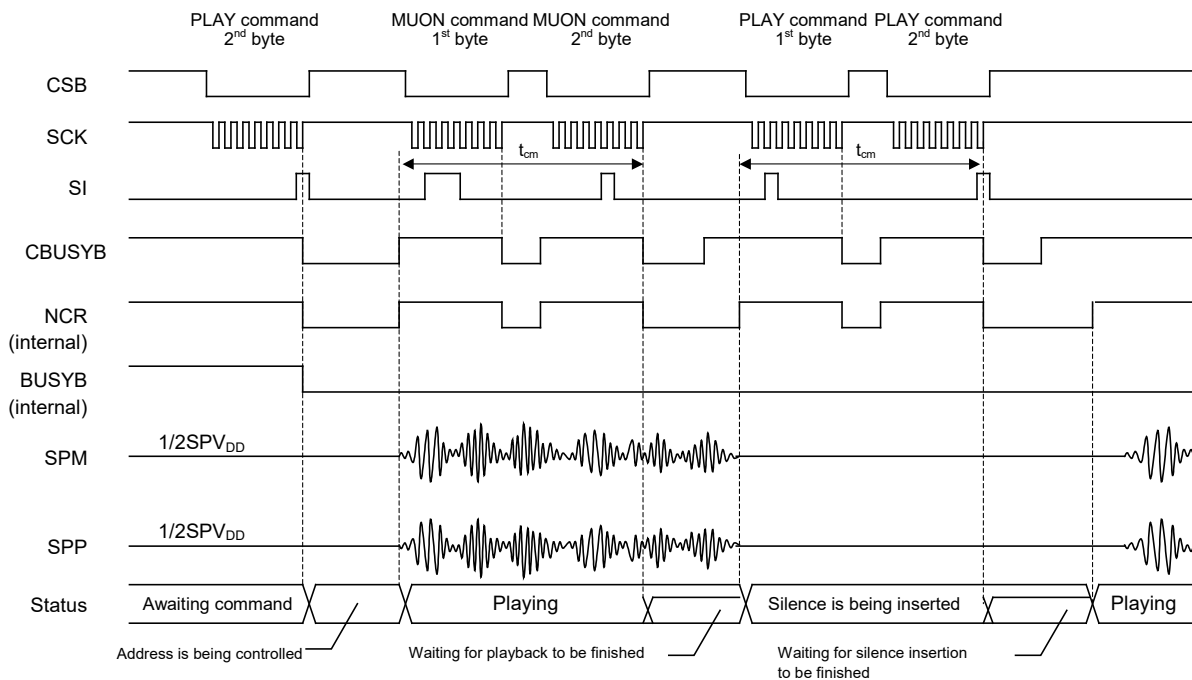 PLAY command MUON command MUON command PLAY command PLAY command
2nd byte 1st byte 2nd byte 1st byte 2nd byte
CSB
SCK
tcm tcm
SI
CBUSYB
NCR
(internal)
BUSYB
(internal)
1/2SPVDD
SPM
1/2SPVDD
SPP
Status Awaiting command Playing Silence is being inserted Playing
Address is being controlled Waiting for playback to be finished Waiting for silence insertion
to be finished